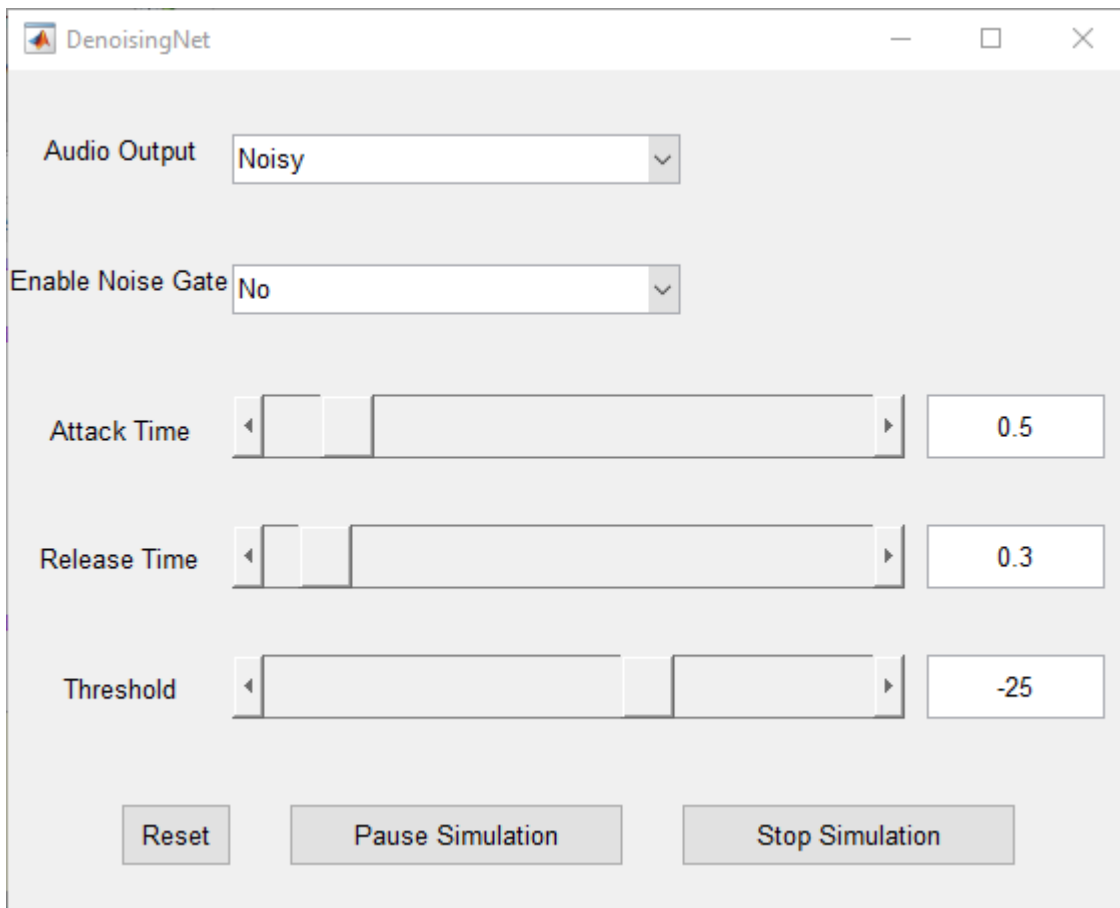 DenoisingNet
Audio Output
Noisy
Enable Noise Gate
No
Attack Time
0.5
Release Time
0.3
Threshold
-25
Reset
Pause Simulation
Stop Simulation